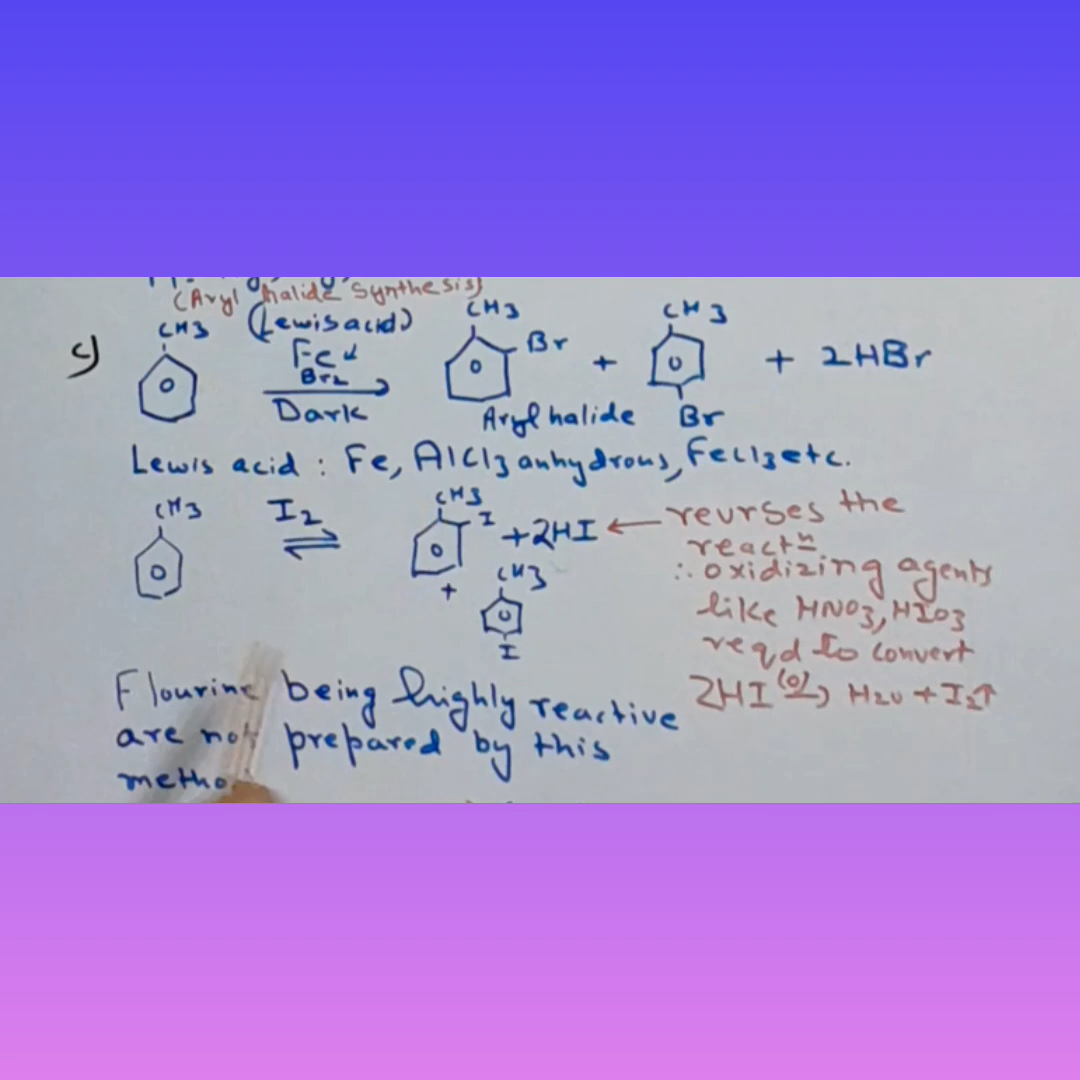 (Aryl halide Synthesis)
CH3 (Lewis acid) CH3 CH3
c) Fe Br + + 2HBr
Br2
Dark Aryl halide Br
Lewis acid : Fe, AlCl3 anhydrous, FeCl3 etc.
CH3 I2 CH3 I + 2HI ← reurses the
reactn
+ CH3 ∴ oxidizing agents
like HNO3, HIO3
I reqd to convert
2HI (O)→ H2O + I2↑
Flourine being highly reactive
are not prepared by this
metho